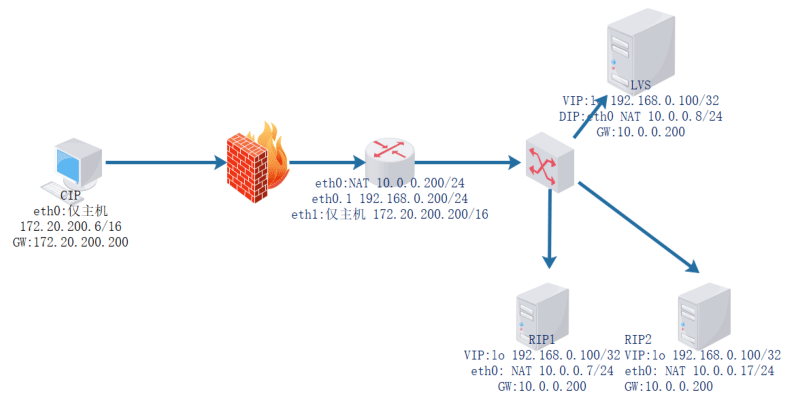 LVS
VIP:lo 192.168.0.100/32
DIP:eth0 NAT 10.0.0.8/24
GW:10.0.0.200
CIP
eth0:仅主机
172.20.200.6/16
GW:172.20.200.200
eth0:NAT 10.0.0.200/24
eth0.1 192.168.0.200/24
eth1:仅主机 172.20.200.200/16
RIP1
VIP:lo 192.168.0.100/32
eth0: NAT 10.0.0.7/24
GW:10.0.0.200
RIP2
VIP:lo 192.168.0.100/32
eth0: NAT 10.0.0.17/24
GW:10.0.0.200